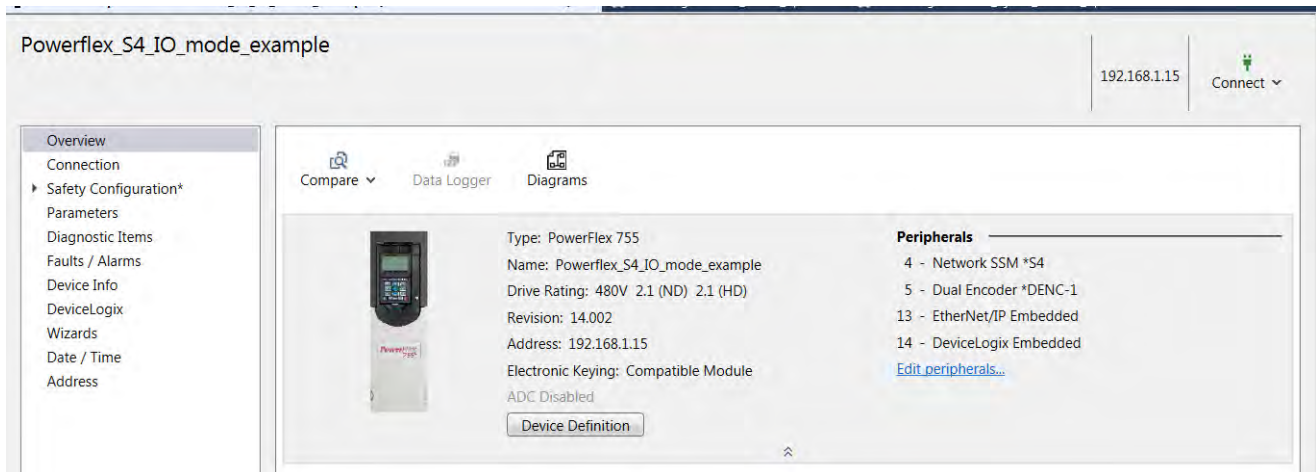 Powerflex_S4_IO_mode_example
192.168.1.15
Connect
Overview
Connection
Safety Configuration*
Parameters
Diagnostic Items
Faults / Alarms
Device Info
DeviceLogix
Wizards
Date / Time
Address
Compare
Data Logger
Diagrams
Type: PowerFlex 755
Name: Powerflex_S4_IO_mode_example
Drive Rating: 480V 2.1 (ND) 2.1 (HD)
Revision: 14.002
Address: 192.168.1.15
Electronic Keying: Compatible Module
ADC Disabled
Device Definition
Peripherals
4 - Network SSM *S4
5 - Dual Encoder *DENC-1
13 - EtherNet/IP Embedded
14 - DeviceLogix Embedded
Edit peripherals...